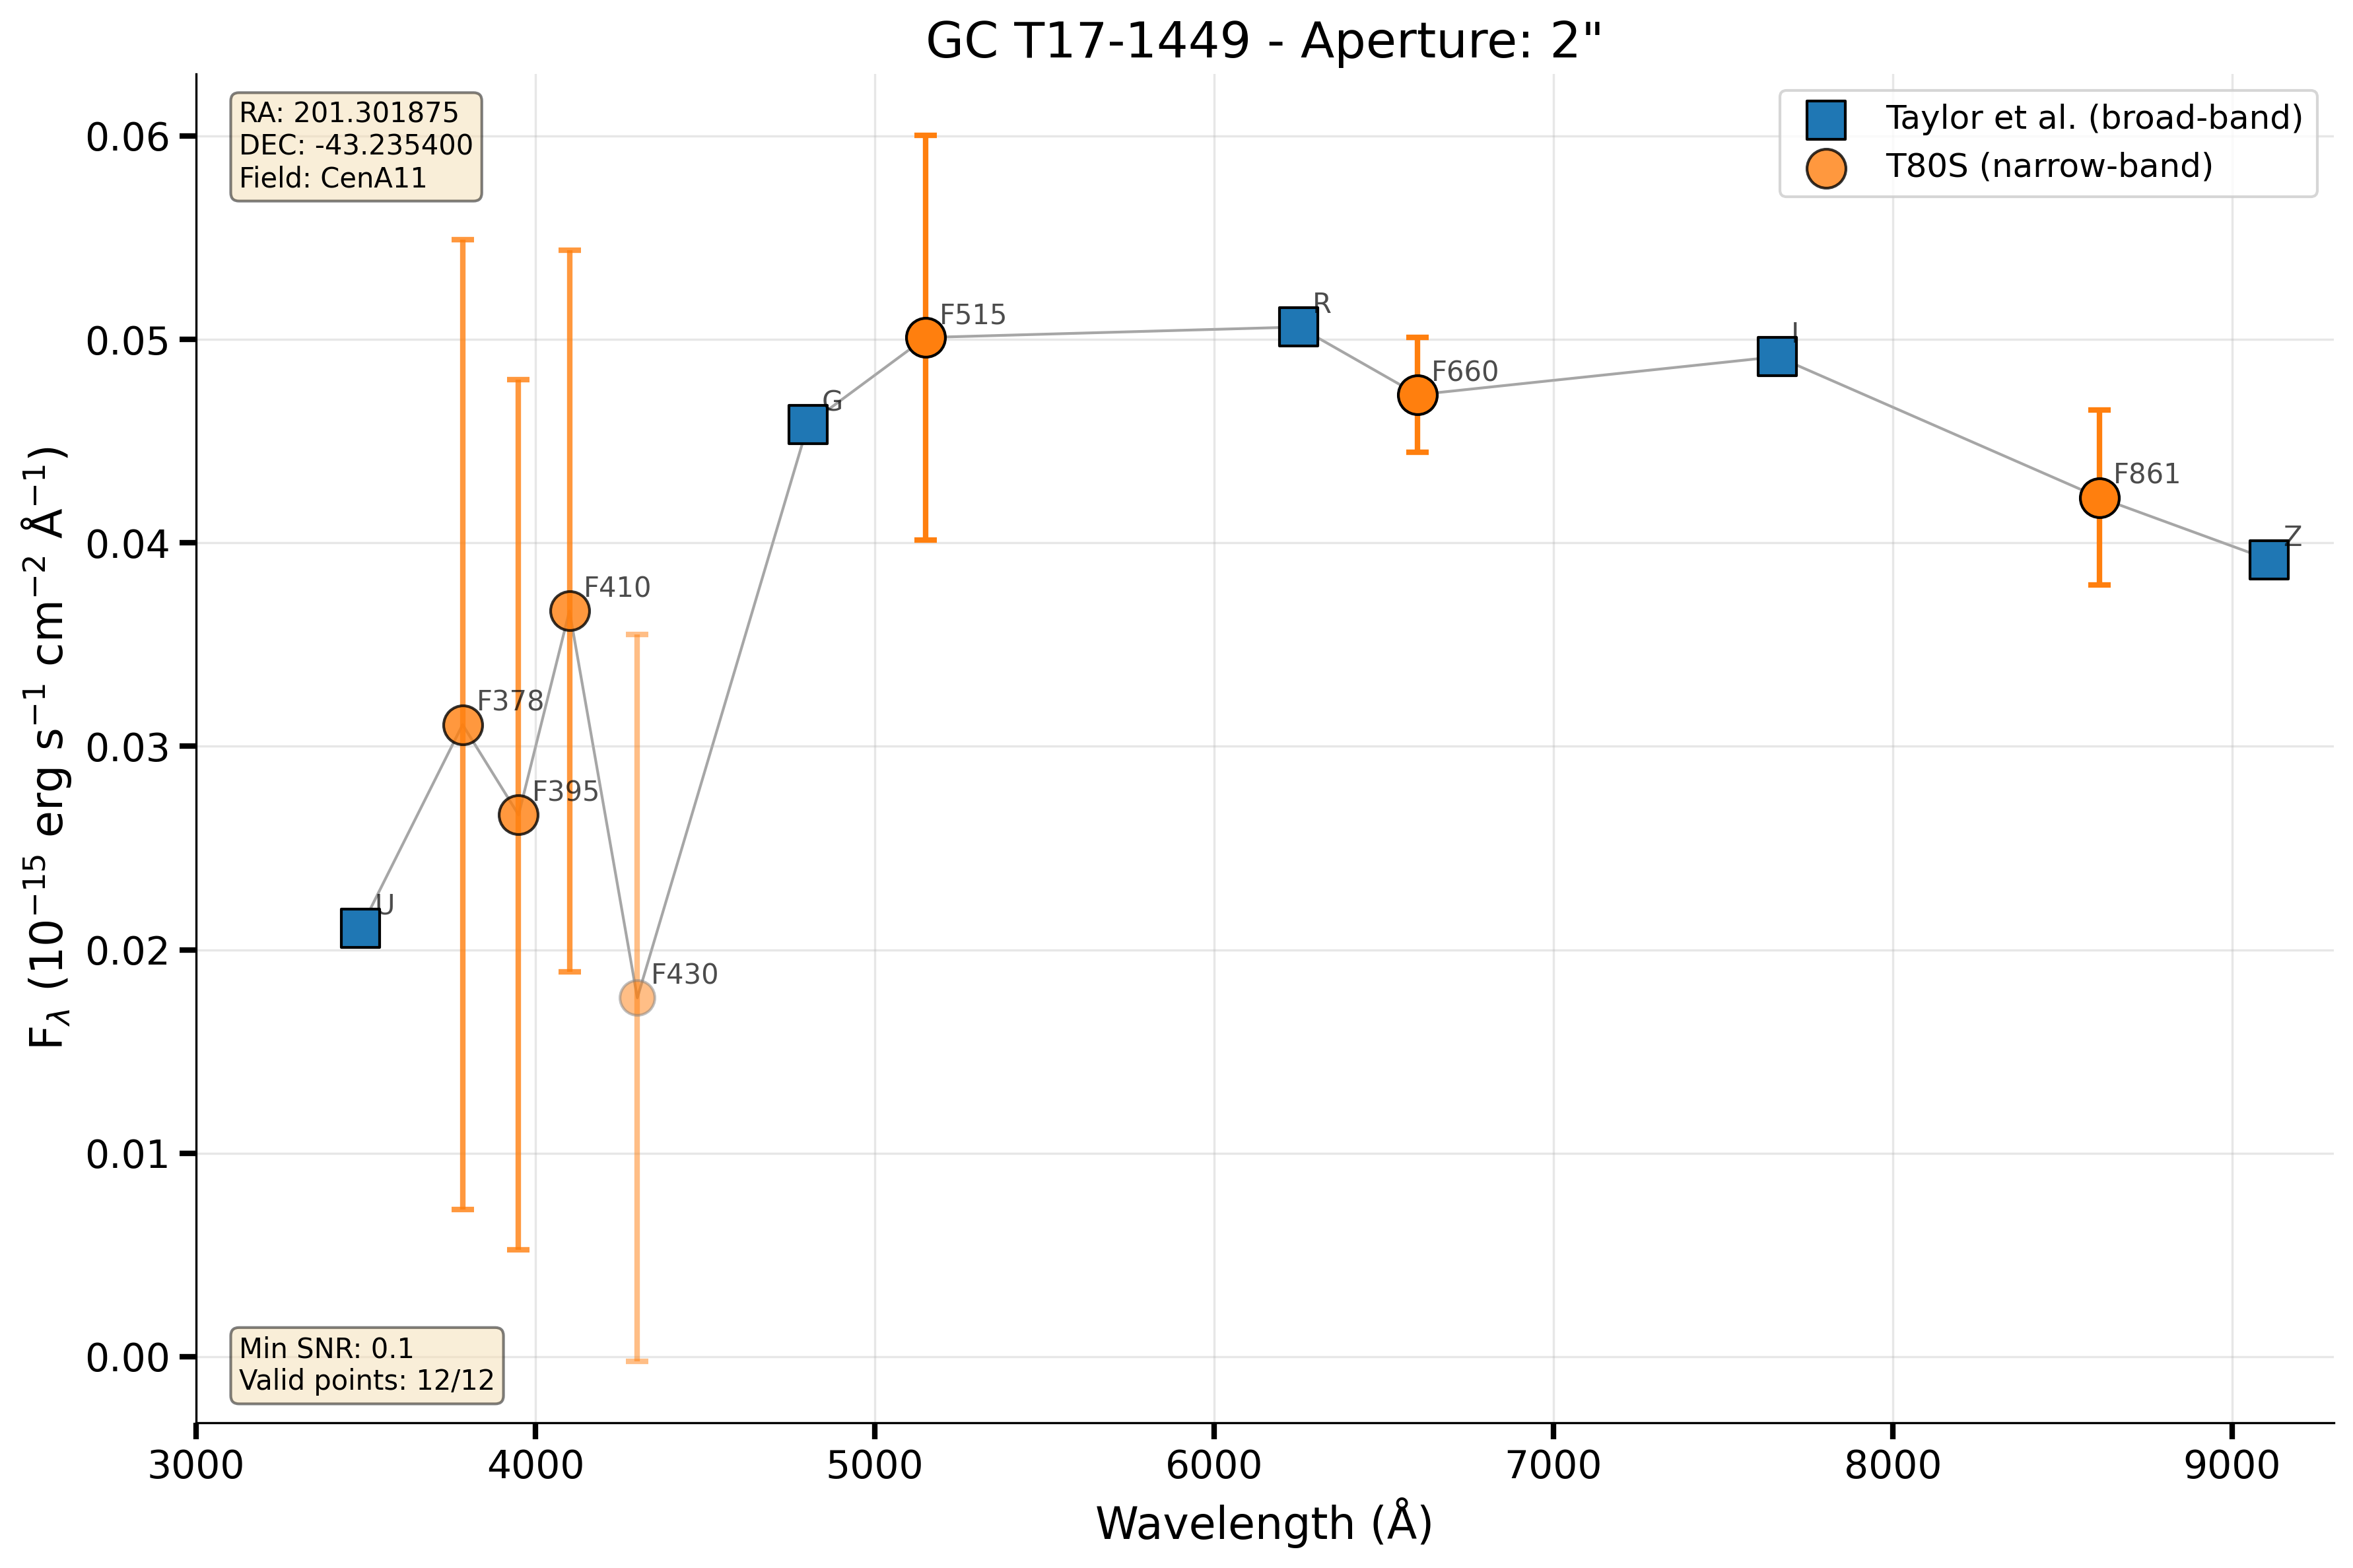 GC T17-1449 - Aperture: 2"
RA: 201.301875
DEC: -43.235400
Field: CenA11
Taylor et al. (broad-band)
T80S (narrow-band)
0.06
0.05
0.04
0.03
0.02
0.01
0.00
F515
R
F660
I
G
F861
Z
F410
F378
F395
U
F430
Min SNR: 0.1
Valid points: 12/12
3000 4000 5000 6000 7000 8000 9000
Wavelength (Å)
F$_{λ}$ (10$^{−15}$ erg s$^{−1}$ cm$^{−2}$ Å$^{−1}$)